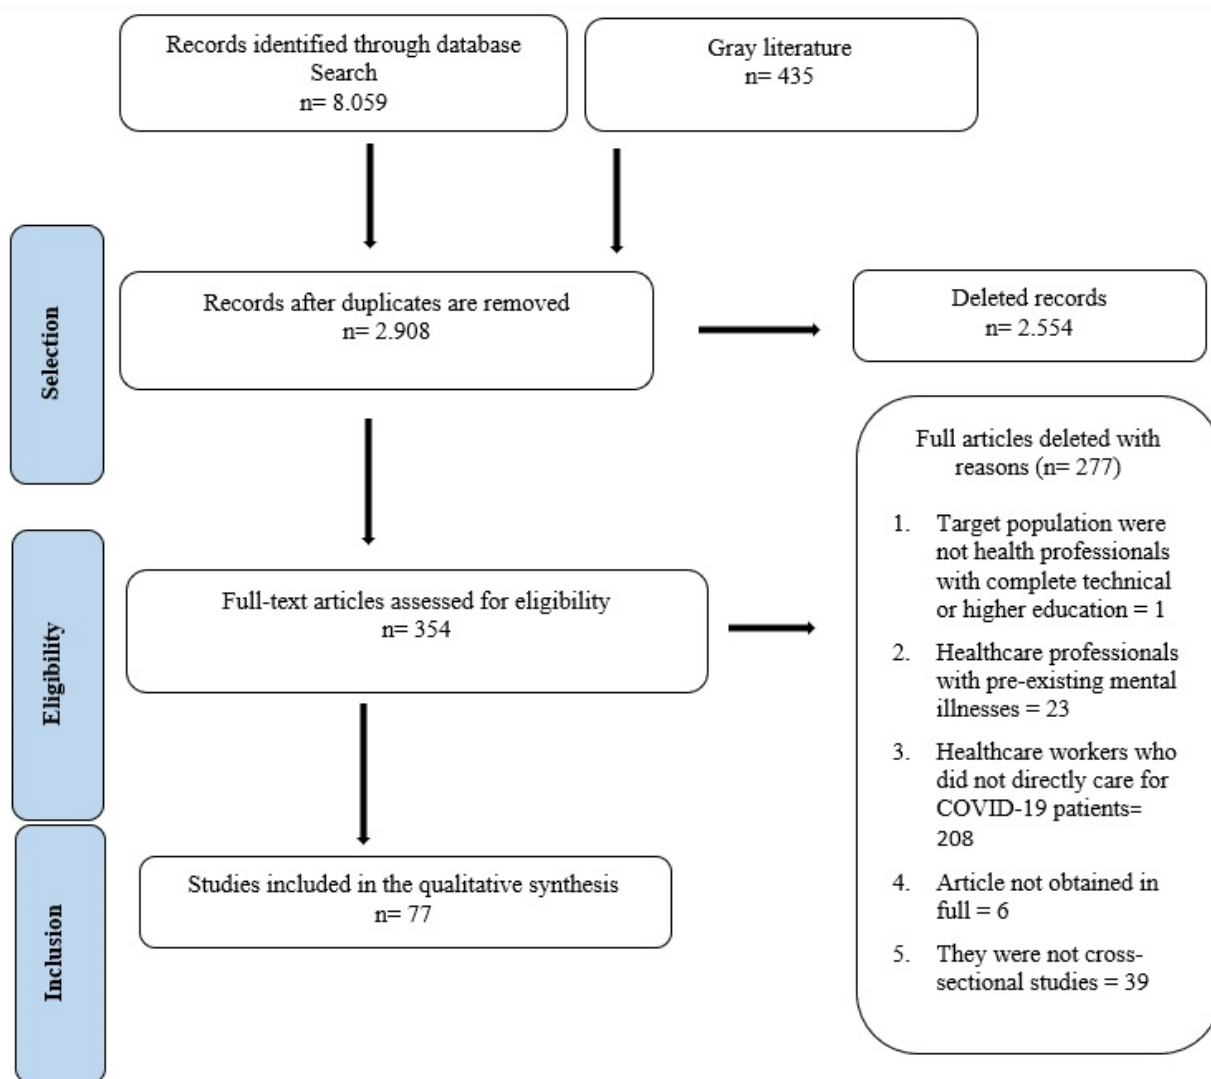 Records identified through database
Search
n= 8.059
Gray literature
n= 435
Selection
Records after duplicates are removed
n= 2.908
Deleted records
n= 2.554
Eligibility
Full-text articles assessed for eligibility
n= 354
Full articles deleted with
reasons (n= 277)
1. Target population were
not health professionals
with complete technical
or higher education = 1
2. Healthcare professionals
with pre-existing mental
illnesses = 23
3. Healthcare workers who
did not directly care for
COVID-19 patients=
208
4. Article not obtained in
full = 6
5. They were not cross-
sectional studies = 39
Inclusion
Studies included in the qualitative synthesis
n= 77